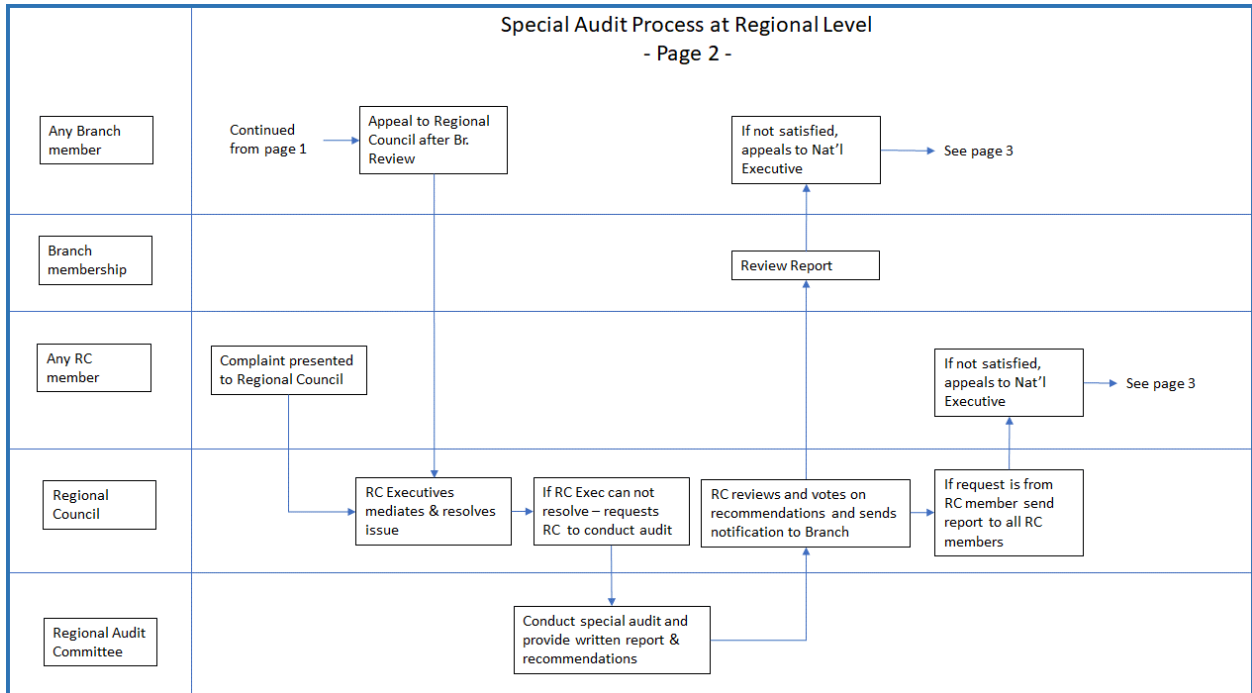 Special Audit Process at Regional Level
- Page 2 -
Any Branch
member
Continued
from page 1
Appeal to Regional
Council after Br.
Review
If not satisfied,
appeals to Nat’l
Executive
See page 3
Branch
membership
Review Report
Any RC
member
Complaint presented
to Regional Council
If not satisfied,
appeals to Nat’l
Executive
See page 3
Regional
Council
RC Executives
mediates & resolves
issue
If RC Exec can not
resolve – requests
RC to conduct audit
RC reviews and votes on
recommendations and sends
notification to Branch
If request is from
RC member send
report to all RC
members
Regional Audit
Committee
Conduct special audit and
provide written report &
recommendations